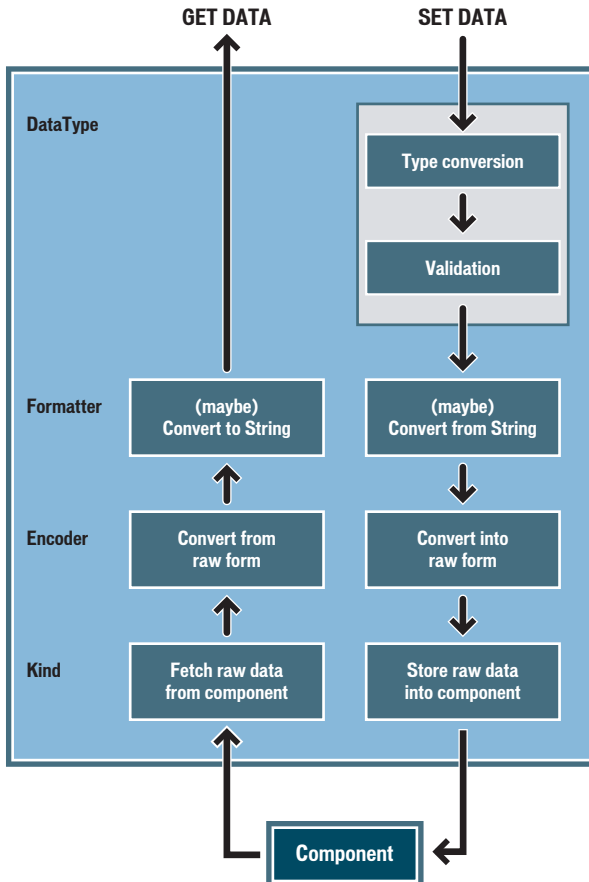 GET DATA
SET DATA
DataType
Type conversion
Validation
Formatter
(maybe)
Convert to String
(maybe)
Convert from String
Encoder
Convert from
raw form
Convert into
raw form
Kind
Fetch raw data
from component
Store raw data
into component
Component